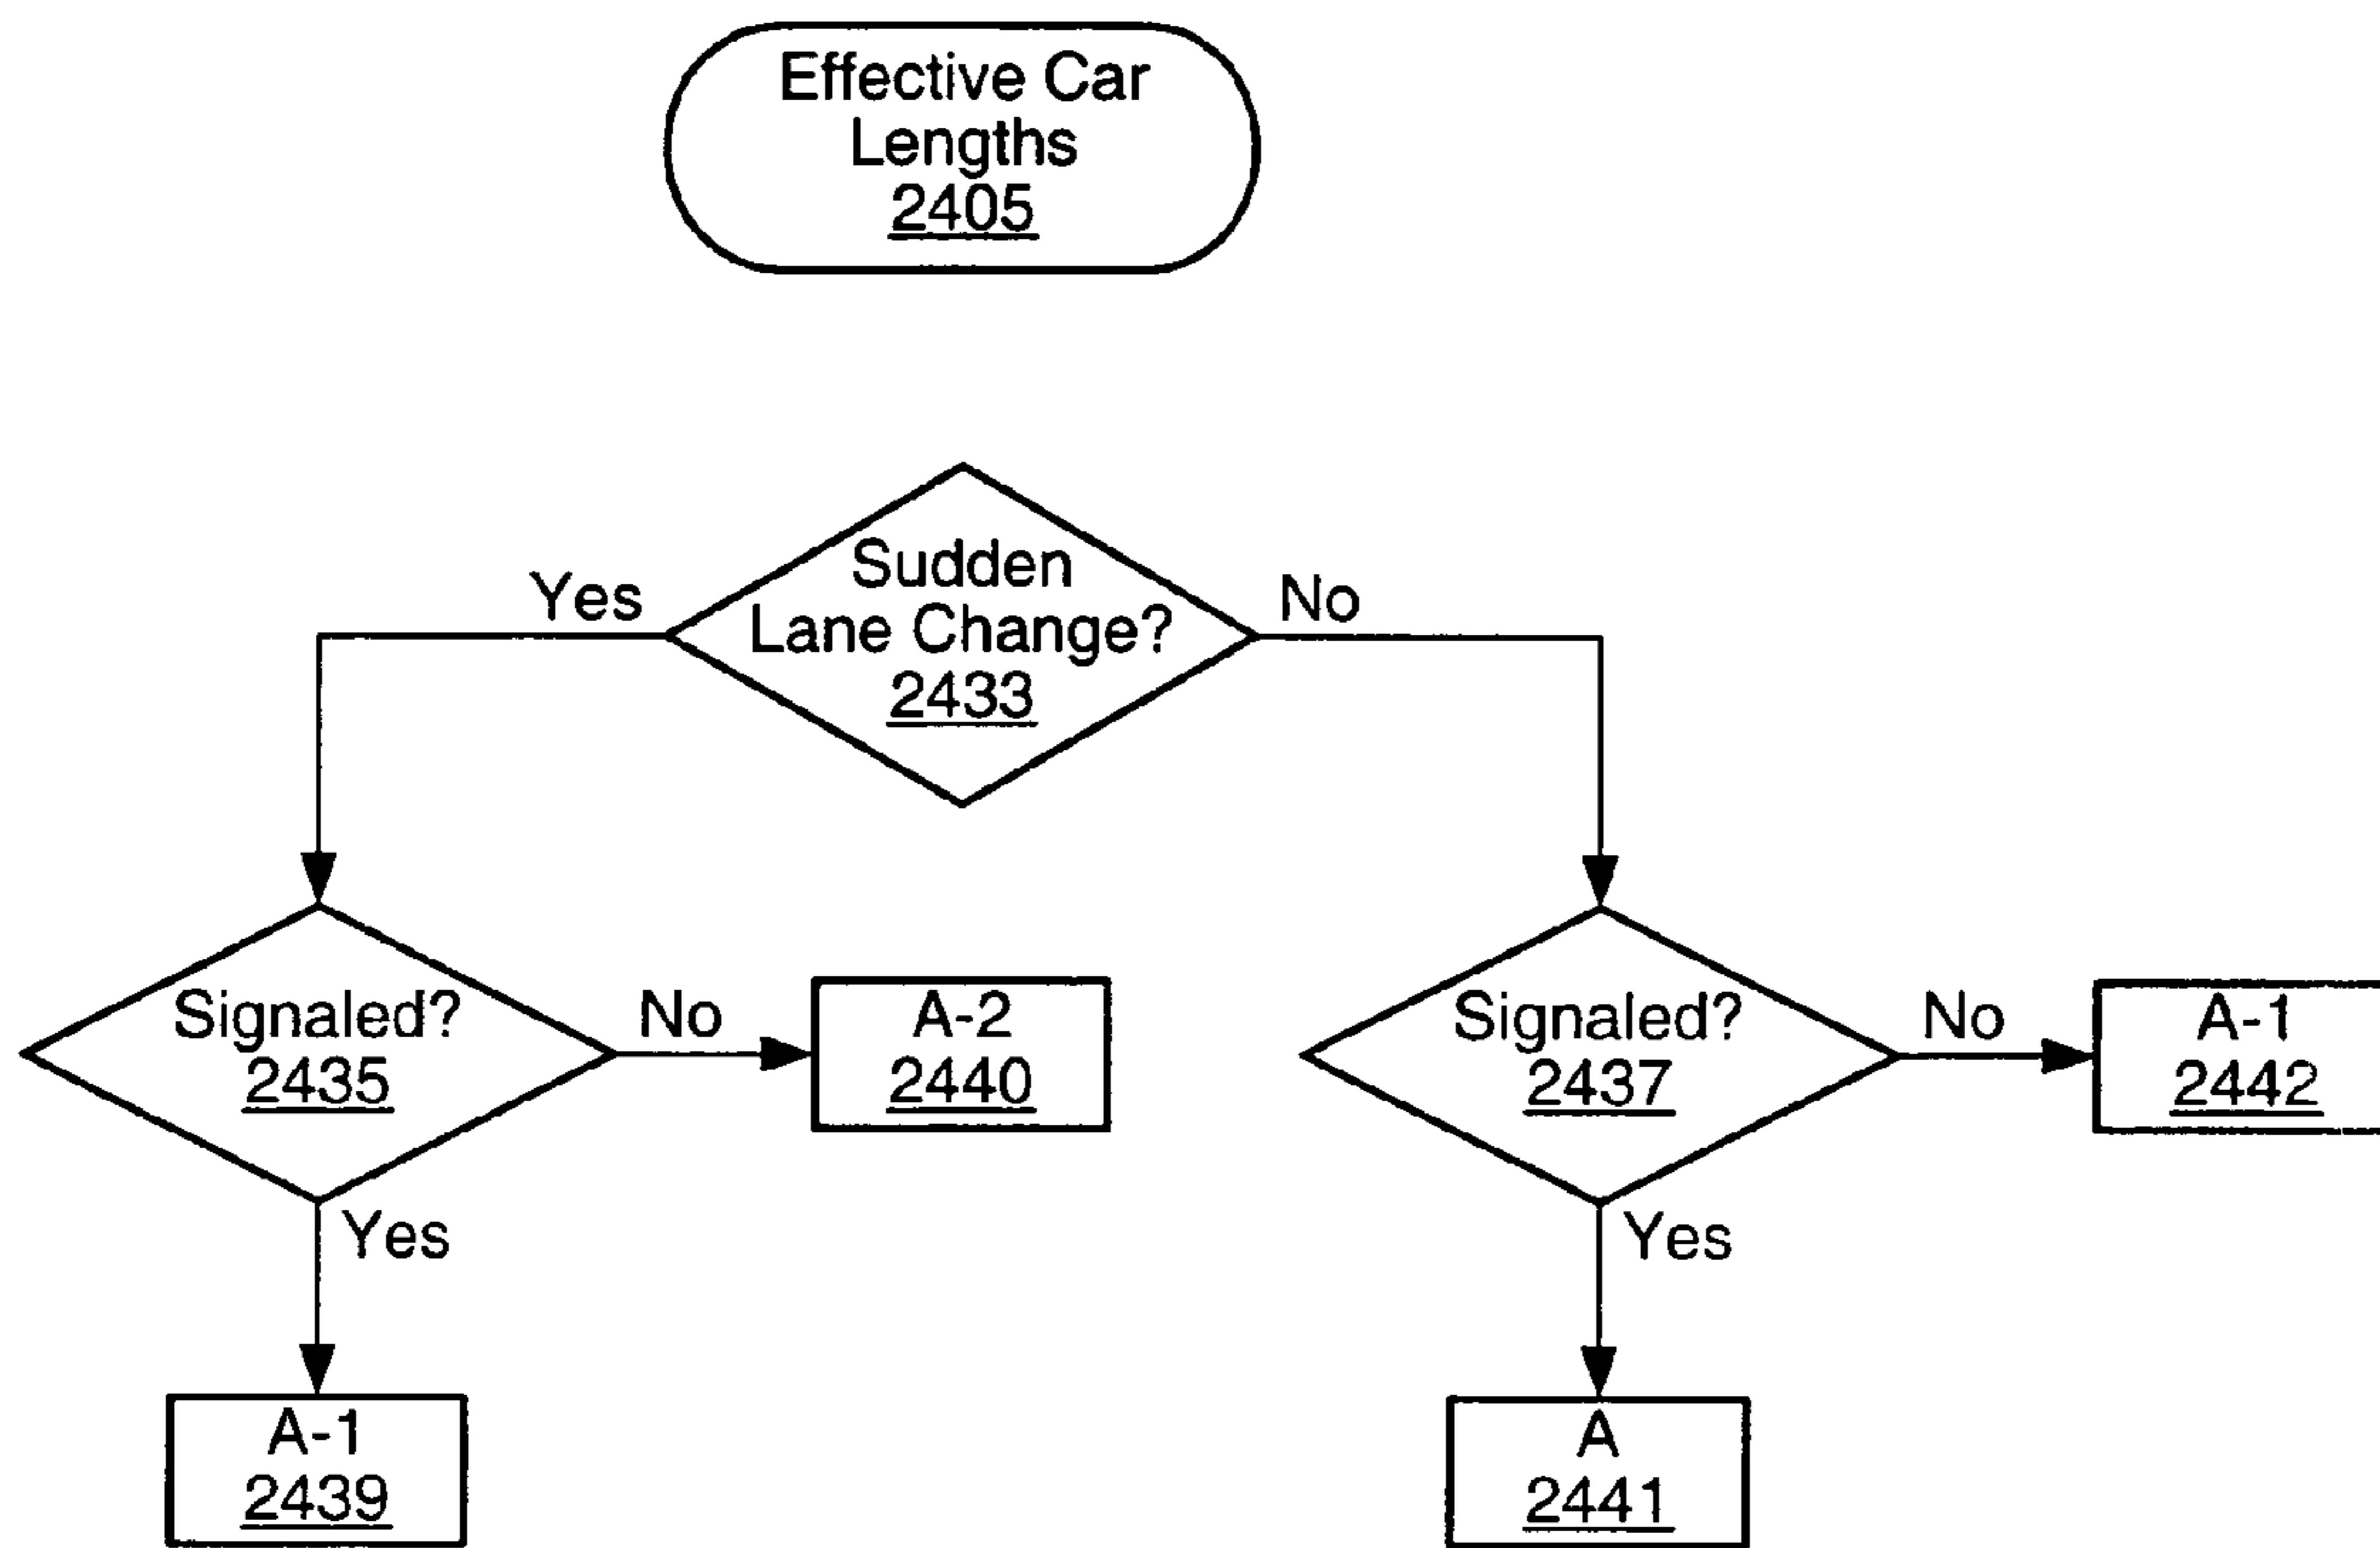 Effective Car
Lengths
2405
Sudden
Lane Change?
2433
Yes
No
Signaled?
2435
No
A-2
2440
Signaled?
2437
No
A-1
2442
Yes
Yes
A-1
2439
A
2441